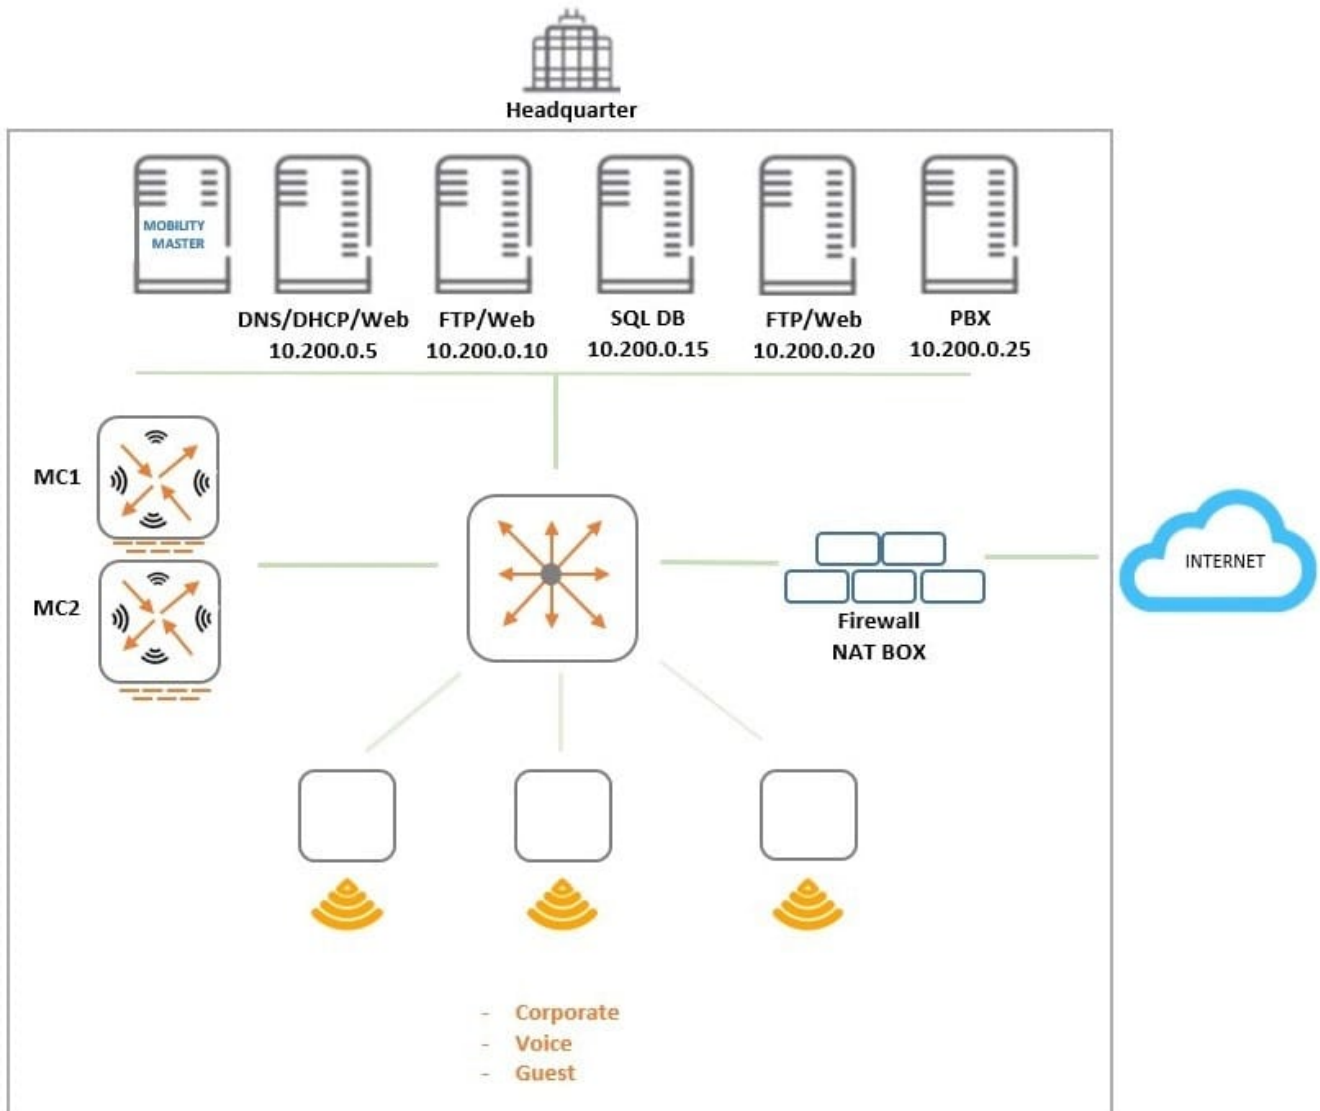 Headquarter
MOBILITY
MASTER
DNS/DHCP/Web
10.200.0.5
FTP/Web
10.200.0.10
SQL DB
10.200.0.15
FTP/Web
10.200.0.20
PBX
10.200.0.25
MC1
MC2
Firewall
NAT BOX
INTERNET
- Corporate
- Voice
- Guest